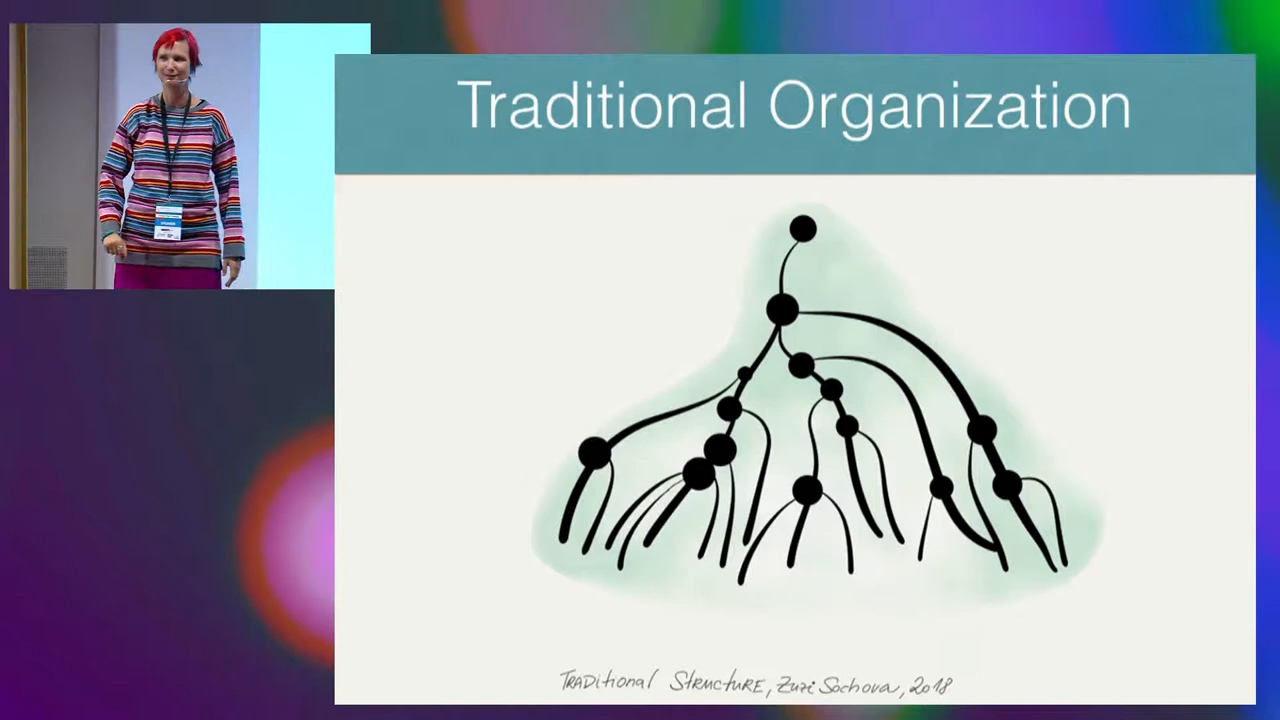 Traditional Organization
TRADITIONAL STRUCTURE, Zuzi Sochova, 2018